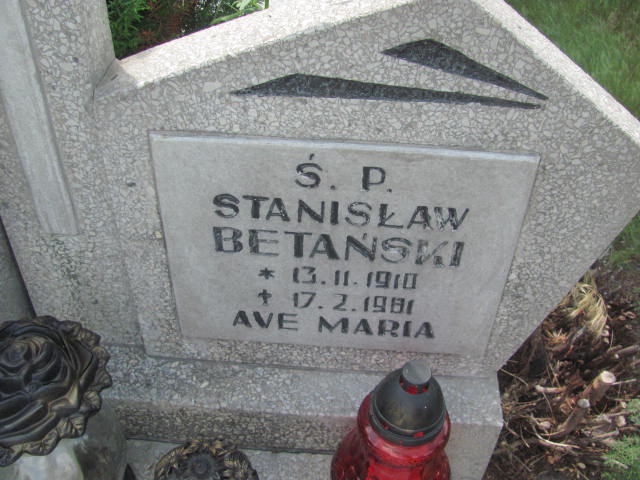 Ś. P.
STANISŁAW
BETAŃSKI
* 13.11.1910
✝ 17.2.1981
AVE MARIA